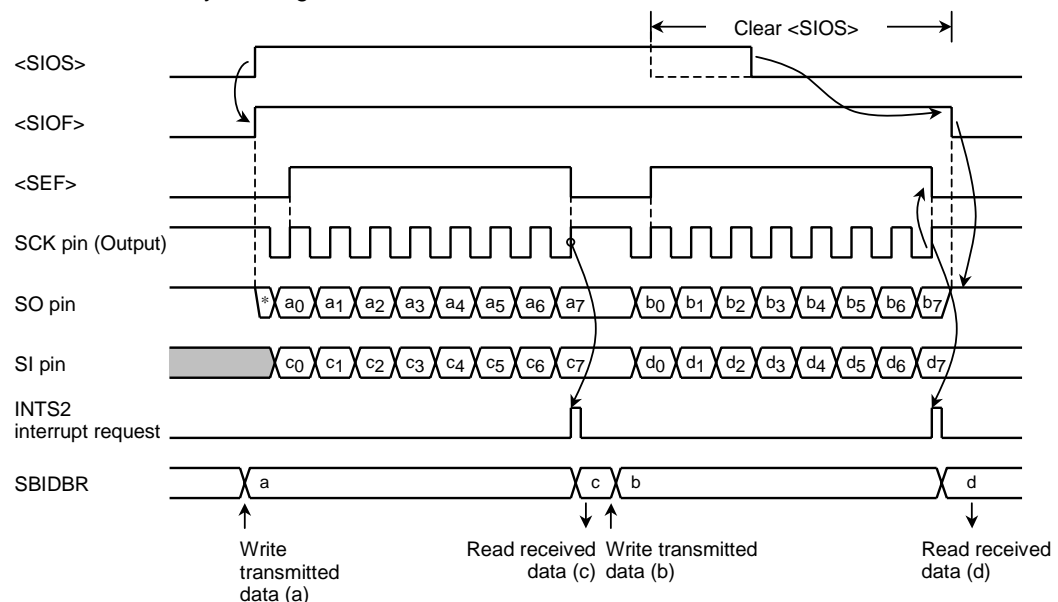 Clear <SIOS>
<SIOS>
<SIOF>
<SEF>
SCK pin (Output)
SO pin
* a0 a1 a2 a3 a4 a5 a6 a7 b0 b1 b2 b3 b4 b5 b6 b7
SI pin
c0 c1 c2 c3 c4 c5 c6 c7 d0 d1 d2 d3 d4 d5 d6 d7
INTS2
interrupt request
SBIDBR
a c b d
Write
transmitted
data (a)
Read received
data (c)
Write transmitted
data (b)
Read received
data (d)